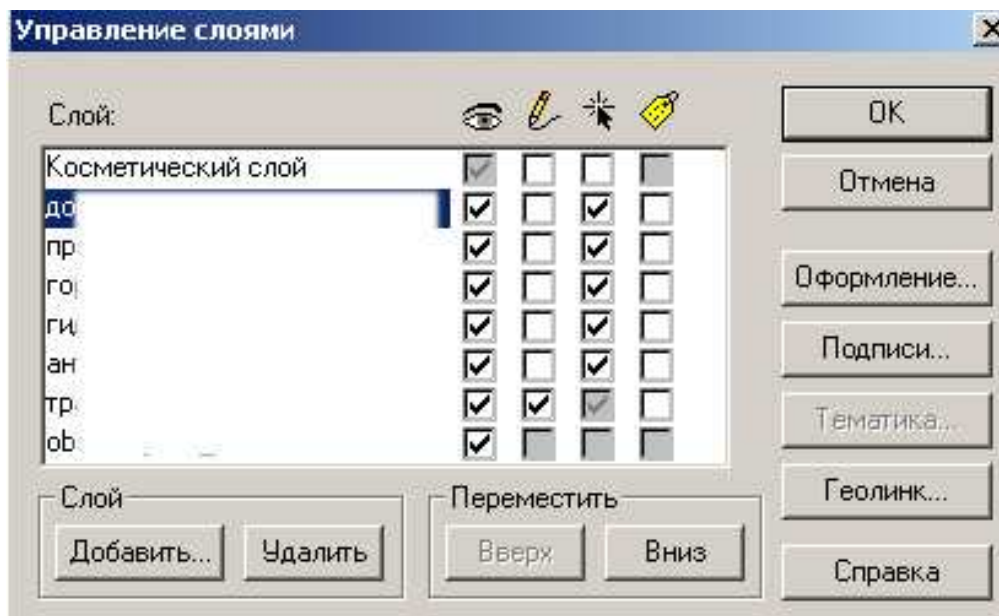 Управление слоями
Слой:
OK
Косметический слой
Отмена
до
пр
го
Оформление...
ги
Подписи...
ан
тр
Тематика...
ob
Слой
Переместить
Геолинк...
Добавить...
Удалить
Вверх
Вниз
Справка